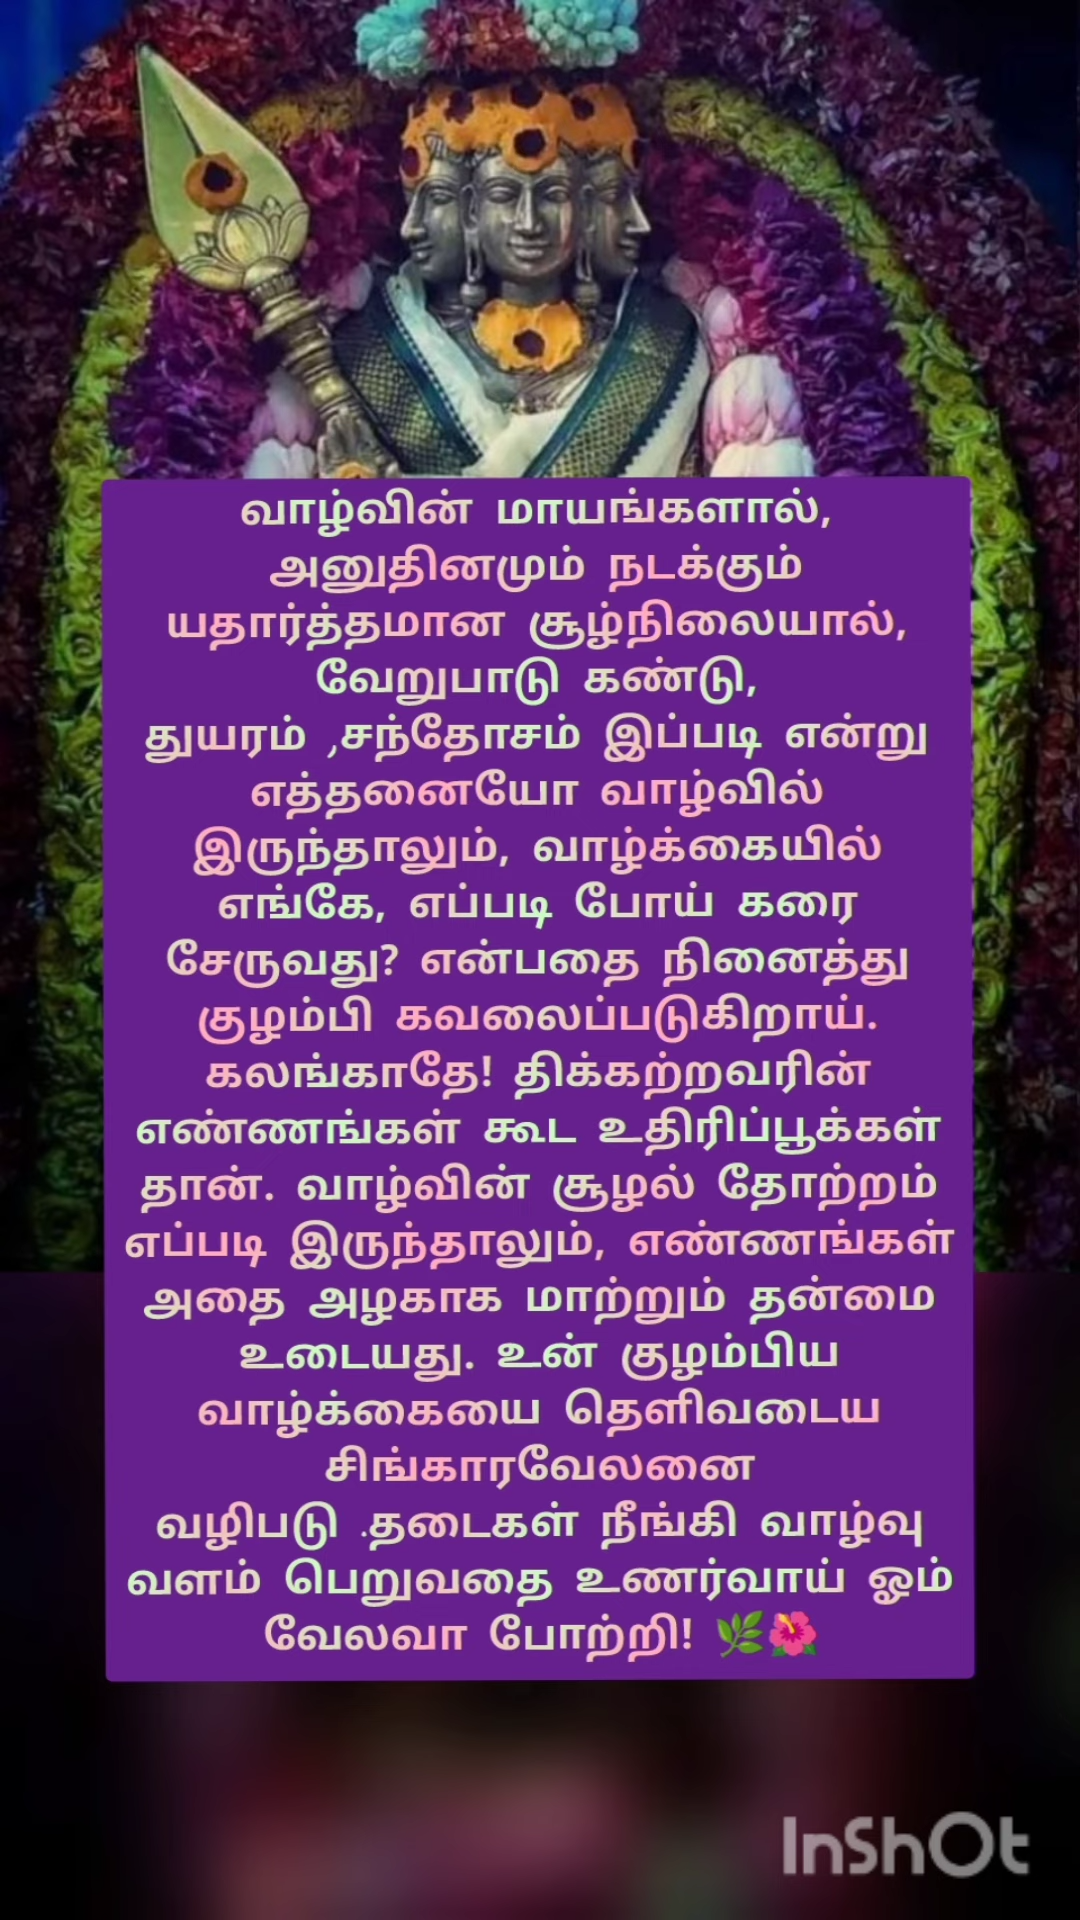 வாழ்வின் மாயங்களால்,
அனுதினமும் நடக்கும்
யதார்த்தமான சூழ்நிலையால்,
வேறுபாடு கண்டு,
துயரம் ,சந்தோசம் இப்படி என்று
எத்தனையோ வாழ்வில்
இருந்தாலும், வாழ்க்கையில்
எங்கே, எப்படி போய் கரை
சேருவது? என்பதை நினைத்து
குழம்பி கவலைப்படுகிறாய்.
கலங்காதே! திக்கற்றவரின்
எண்ணங்கள் கூட உதிரிப்பூக்கள்
தான். வாழ்வின் சூழல் தோற்றம்
எப்படி இருந்தாலும், எண்ணங்கள்
அதை அழகாக மாற்றும் தன்மை
உடையது. உன் குழம்பிய
வாழ்க்கையை தெளிவடைய
சிங்காரவேலனை
வழிபடு .தடைகள் நீங்கி வாழ்வு
வளம் பெறுவதை உணர்வாய் ஓம்
வேலவா போற்றி! 🌿🌺
InShOt